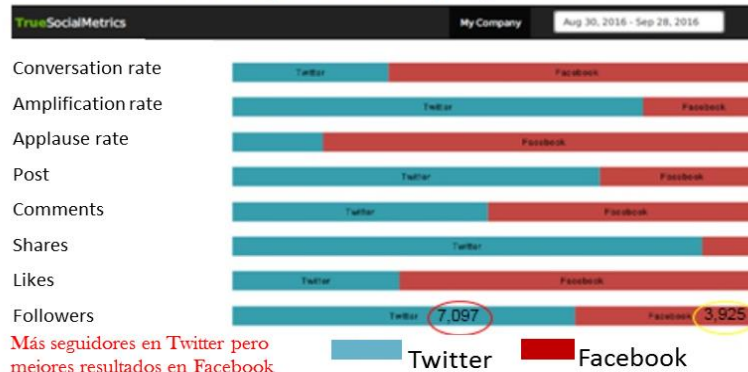 TrueSocialMetrics My Company Aug 30, 2016 - Sep 28, 2016
Conversation rate Twitter Facebook
Amplification rate Twitter Facebook
Applause rate Facebook
Post Twitter Facebook
Comments Twitter Facebook
Shares Twitter
Likes Twitter Facebook
Followers Twitter 7,097 Facebook 3,925
Más seguidores en Twitter pero
mejores resultados en Facebook
Twitter Facebook